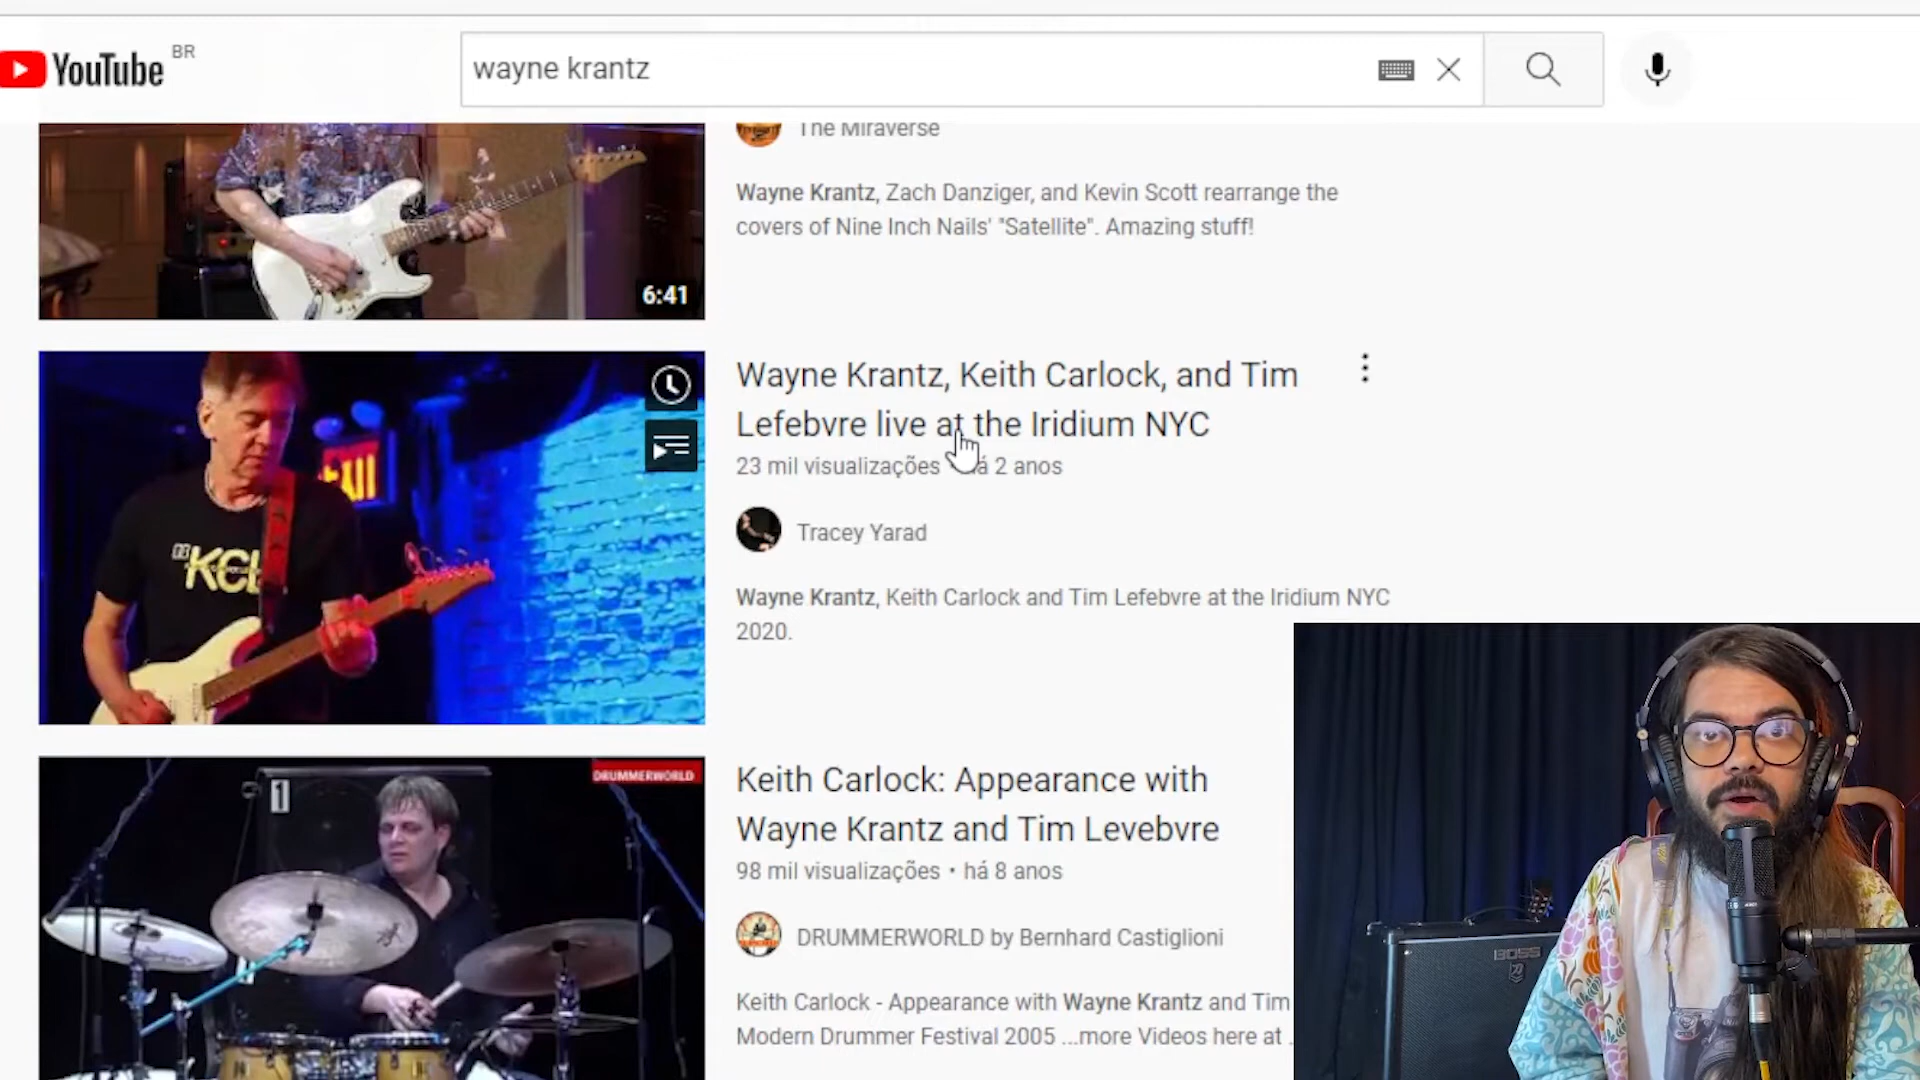 YouTube BR
wayne krantz
The Miraverse
Wayne Krantz, Zach Danziger, and Kevin Scott rearrange the
covers of Nine Inch Nails' "Satellite". Amazing stuff!
6:41
Wayne Krantz, Keith Carlock, and Tim
Lefebvre live at the Iridium NYC
23 mil visualizações há 2 anos
Tracey Yarad
Wayne Krantz, Keith Carlock and Tim Lefebvre at the Iridium NYC
2020.
EXIT
KCL
DRUMMERWORLD
1
Keith Carlock: Appearance with
Wayne Krantz and Tim Levebvre
98 mil visualizações • há 8 anos
DRUMMERWORLD by Bernhard Castiglioni
Keith Carlock - Appearance with Wayne Krantz and Tim
Modern Drummer Festival 2005 ...more Videos here at .
BOSS